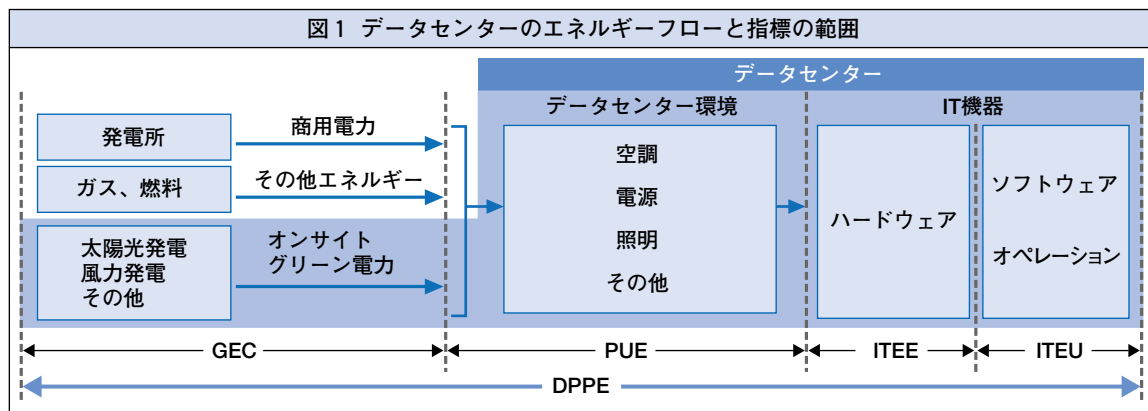 図1 データセンターのエネルギーフローと指標の範囲
データセンター
データセンター環境
IT機器
発電所
商用電力
ガス、燃料
その他エネルギー
太陽光発電
風力発電
その他
オンサイト
グリーン電力
空調
電源
照明
その他
ハードウェア
ソフトウェア
オペレーション
GEC
PUE
ITEE
ITEU
DPPE